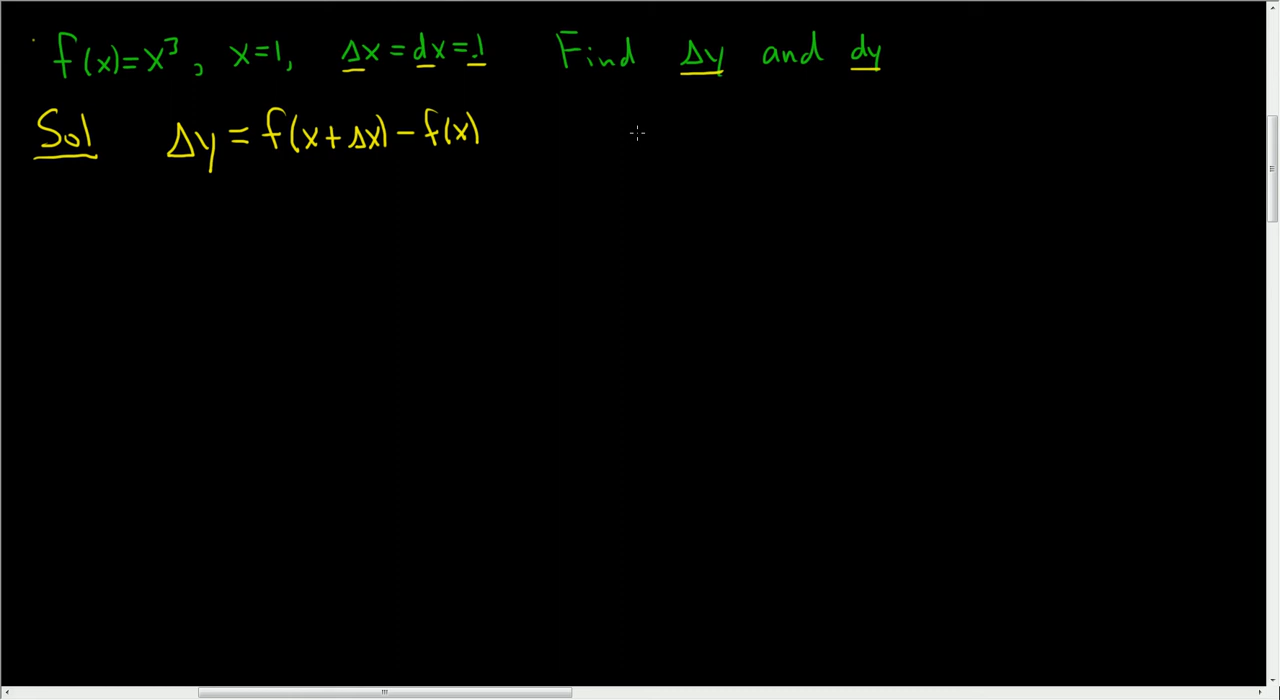 f(x)=x³, x=1, Δx=dx=.1 Find Δy and dy
Sol Δy = f(x+Δx)-f(x)